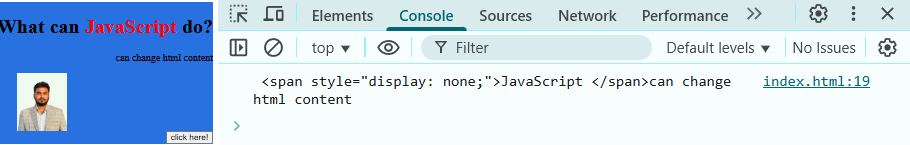 What can JavaScript do?
can change html content
click here!
Elements Console Sources Network Performance
top Filter Default levels No Issues
<span style="display: none;">JavaScript </span>can change index.html:19
html content